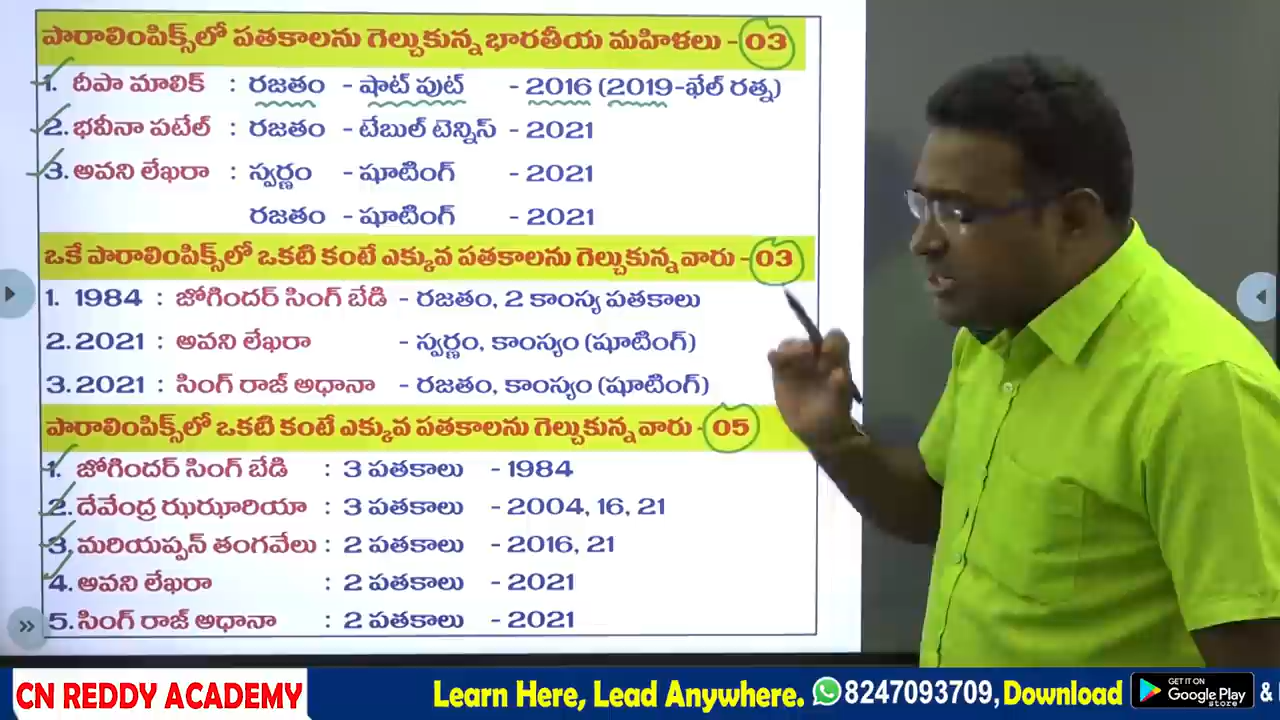 పారాలింపిక్స్‌లో పతకాలను గెల్చుకున్న భారతీయ మహిళలు - 03
1. దీపా మాలిక్ : రజతం - షాట్ పుట్ - 2016 (2019-ఖేల్ రత్న)
2. భవీనా పటేల్ : రజతం - టేబుల్ టెన్నిస్ - 2021
3. అవని లేఖరా : స్వర్ణం - షూటింగ్ - 2021
రజతం - షూటింగ్ - 2021
ఒకే పారాలింపిక్స్‌లో ఒకటి కంటే ఎక్కువ పతకాలను గెల్చుకున్న వారు - 03
1. 1984 : జోగిందర్ సింగ్ బేడి - రజతం, 2 కాంస్య పతకాలు
2. 2021 : అవని లేఖరా - స్వర్ణం, కాంస్యం (షూటింగ్)
3. 2021 : సింగ్ రాజ్ అధానా - రజతం, కాంస్యం (షూటింగ్)
పారాలింపిక్స్‌లో ఒకటి కంటే ఎక్కువ పతకాలను గెల్చుకున్న వారు - 05
1. జోగిందర్ సింగ్ బేడి : 3 పతకాలు - 1984
2. దేవేంద్ర ఝఝారియా : 3 పతకాలు - 2004, 16, 21
3, మరియప్పన్ తంగవేలు : 2 పతకాలు - 2016, 21
4. అవని లేఖరా : 2 పతకాలు - 2021
5. సింగ్ రాజ్ అధానా : 2 పతకాలు - 2021
CN REDDY ACADEMY Learn Here, Lead Anywhere. 8247093709, Download GET IT ON Google Play store &